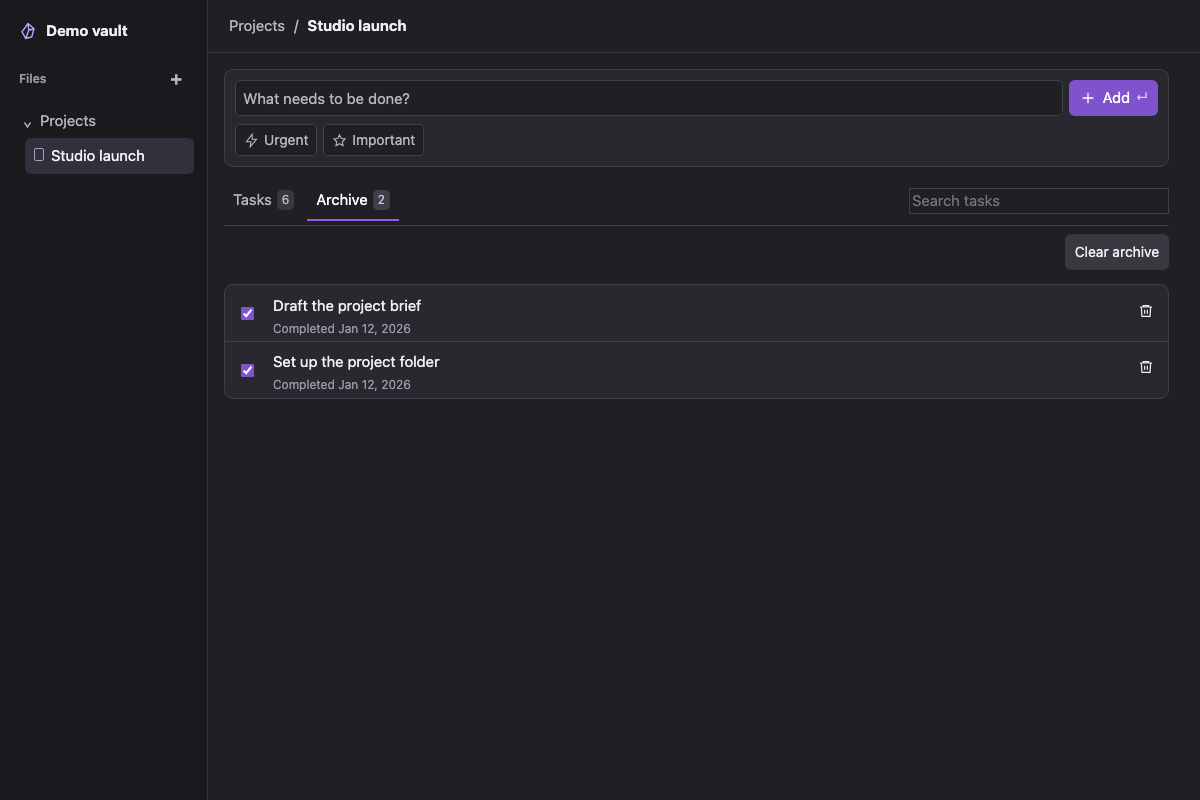 Demo vault
Projects / Studio launch
Files
Projects
Studio launch
What needs to be done?
Add
Urgent
Important
Tasks 6
Archive 2
Search tasks
Clear archive
Draft the project brief
Completed Jan 12, 2026
Set up the project folder
Completed Jan 12, 2026